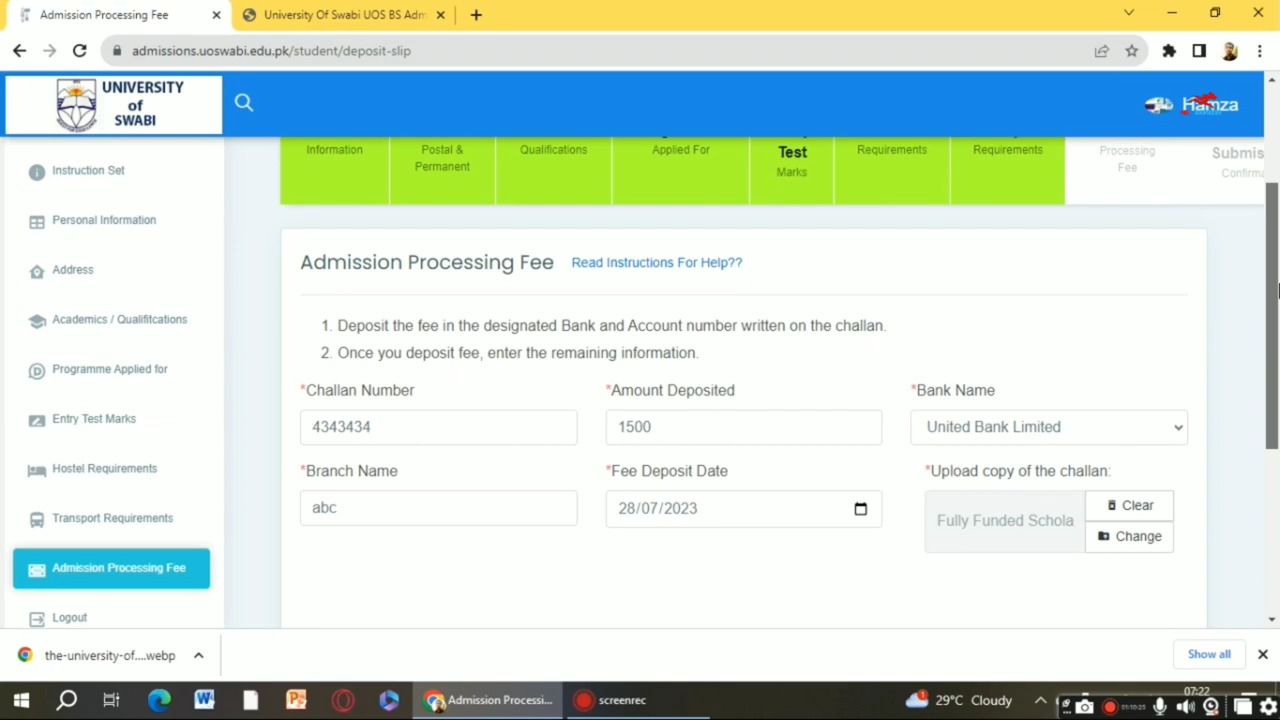 Admission Processing Fee
University Of Swabi UOS BS Adm
admissions.uoswabi.edu.pk/student/deposit-slip
UNIVERSITY
of
SWABI
Hamza
Instruction Set
Personal Information
Address
Academics / Qualifitcations
Programme Applied for
Entry Test Marks
Hostel Requirements
Transport Requirements
Admission Processing Fee
Logout
Information
Postal &
Permanent
Qualifications
Applied For
Test
Marks
Requirements
Requirements
Processing
Fee
Submis
Confirma
Admission Processing Fee Read Instructions For Help??
1. Deposit the fee in the designated Bank and Account number written on the challan.
2. Once you deposit fee, enter the remaining information.
*Challan Number *Amount Deposited *Bank Name
4343434 1500 United Bank Limited
*Branch Name *Fee Deposit Date *Upload copy of the challan:
abc 28/07/2023 Fully Funded Schola
Clear
Change
the-university-of....webp
Show all
Admission Processi...
screenrec
29°C Cloudy
07:22
01:10:25